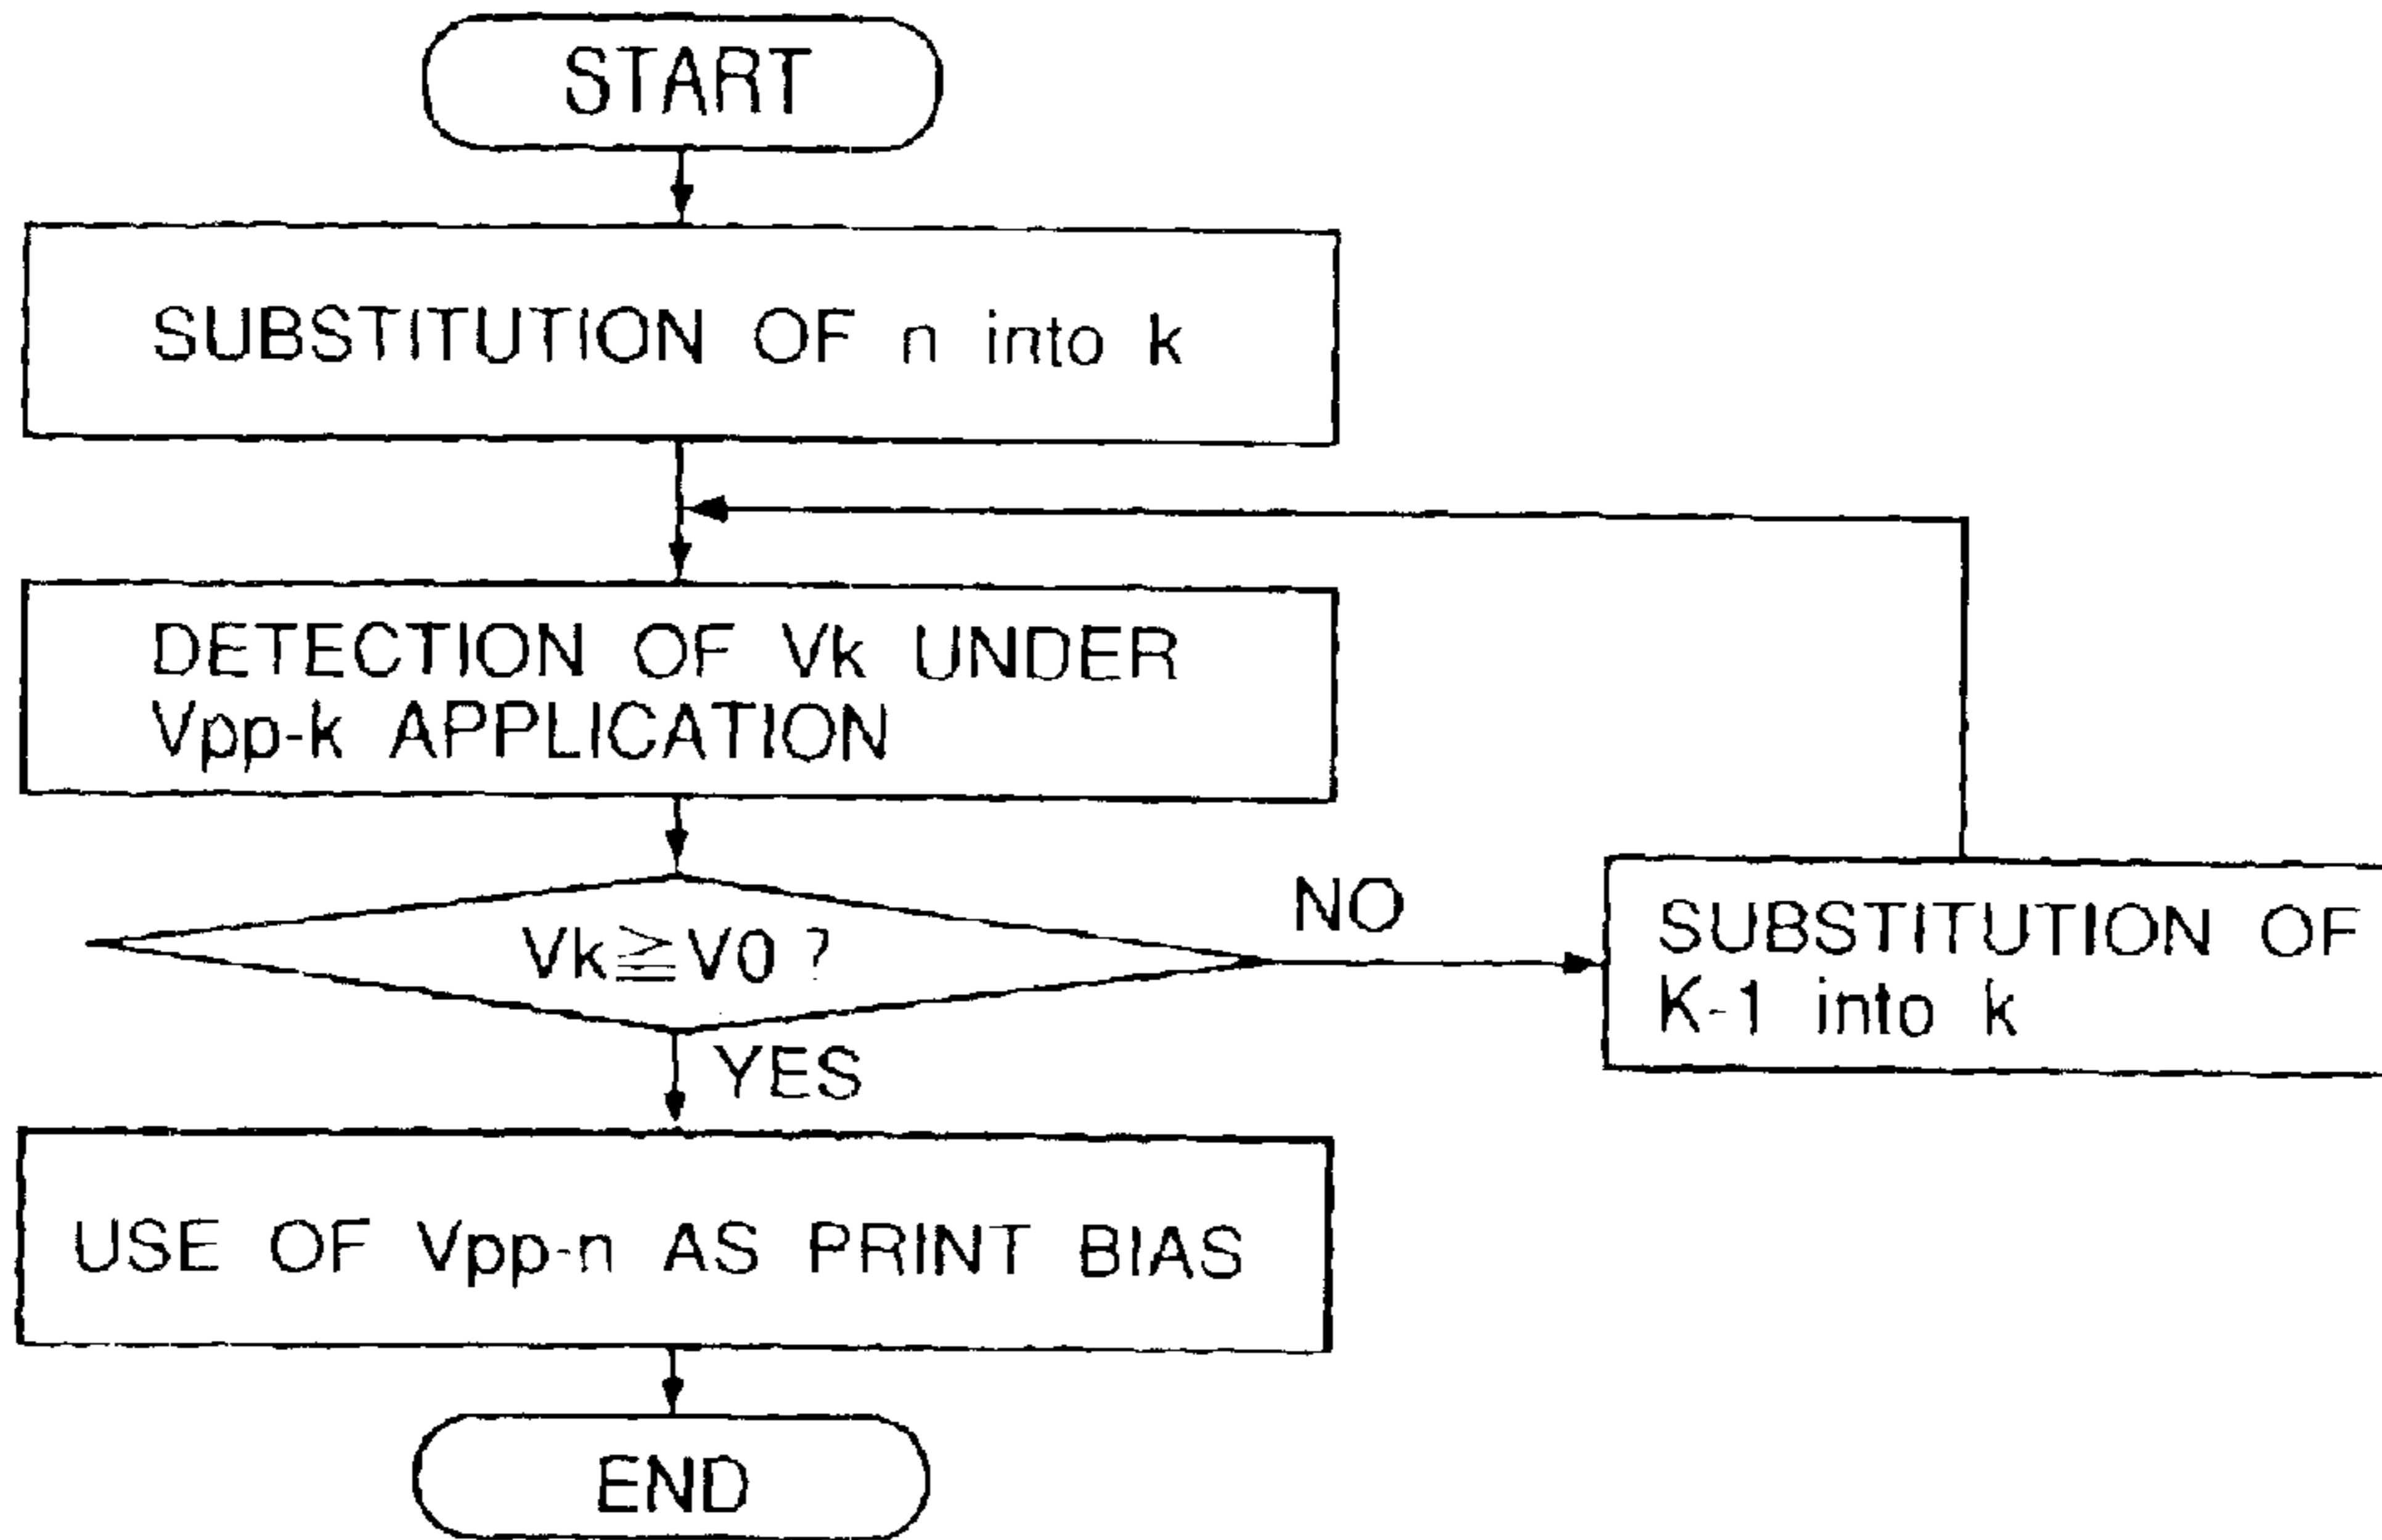 START
SUBSTITUTION OF n into k
DETECTION OF Vk UNDER
Vpp-k APPLICATION
Vk≧V0 ?
NO
SUBSTITUTION OF
K-1 into k
YES
USE OF Vpp-n AS PRINT BIAS
END